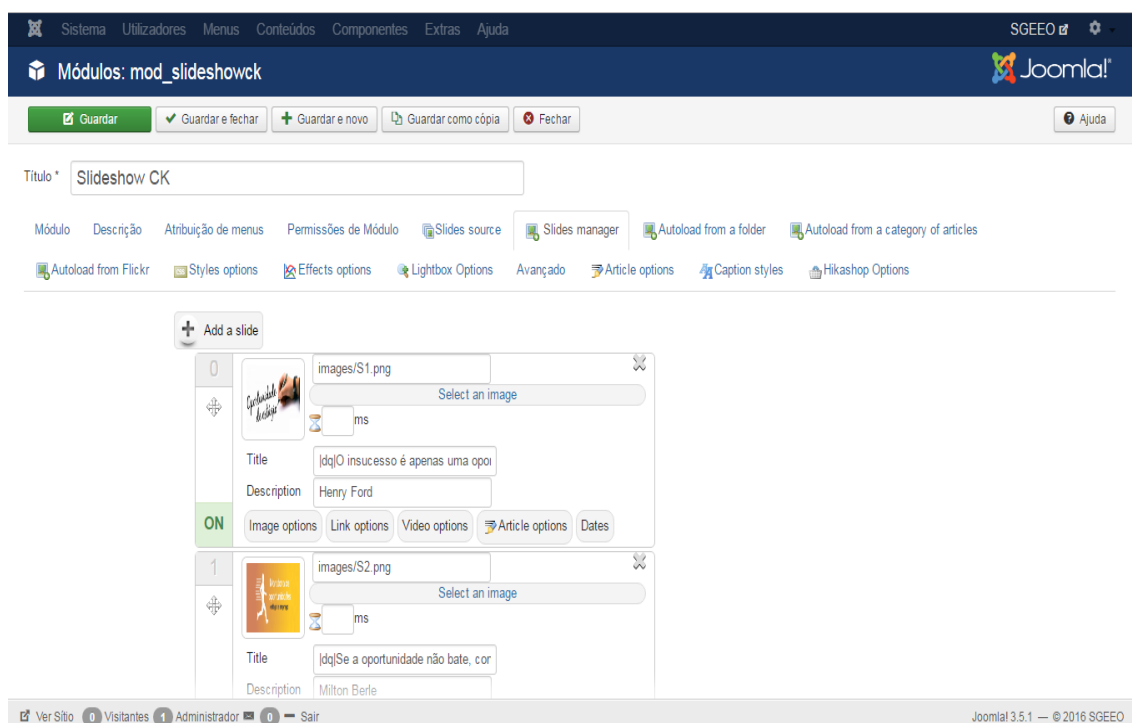 Sistema Utilizadores Menus Conteúdos Componentes Extras Ajuda SGEEO
Módulos: mod_slideshowck Joomla!
Guardar Guardar e fechar Guardar e novo Guardar como cópia Fechar Ajuda
Título * Slideshow CK
Módulo Descrição Atribuição de menus Permissões de Módulo Slides source Slides manager Autoload from a folder Autoload from a category of articles
Autoload from Flickr Styles options Effects options Lightbox Options Avançado Article options Caption styles Hikashop Options
Add a slide
0 images/S1.png
Select an image
Oportunidade
de estágio
ms
Title |dq|O insucesso é apenas uma opor
Description Henry Ford
ON Image options Link options Video options Article options Dates
1 images/S2.png
Select an image
ms
Title |dq|Se a oportunidade não bate, con
Description Milton Berle
Ver Sítio 0 Visitantes 1 Administrador 0 Sair Joomla! 3.5.1 — © 2016 SGEEO